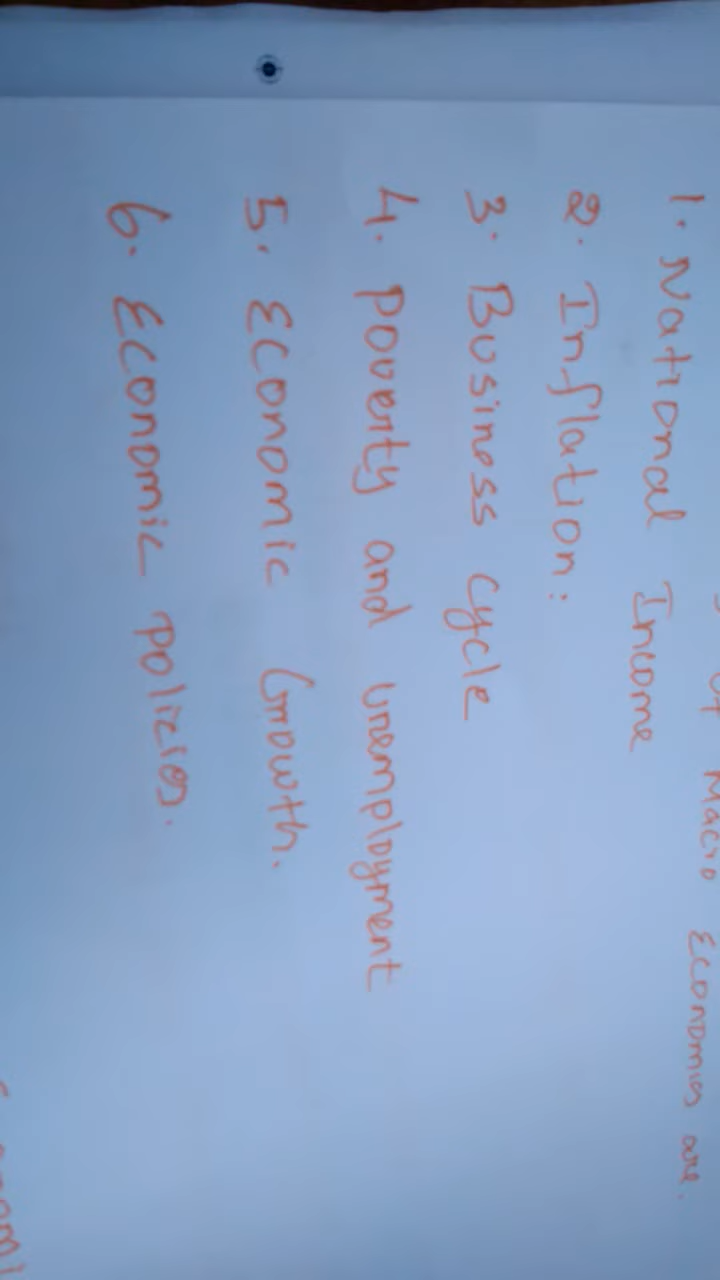 of Macro Economics are.
1. National Income
2. Inflation:
3. Business cycle
4. Poverty and Unemployment
5. Economic Growth.
6. Economic Policies.